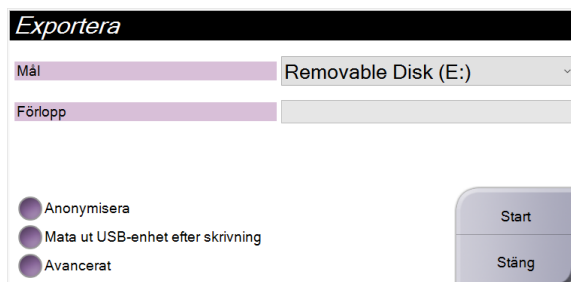 Exportera
Mål
Removable Disk (E:)
Förlopp
Anonymisera
Mata ut USB-enhet efter skrivning
Avancerat
Start
Stäng